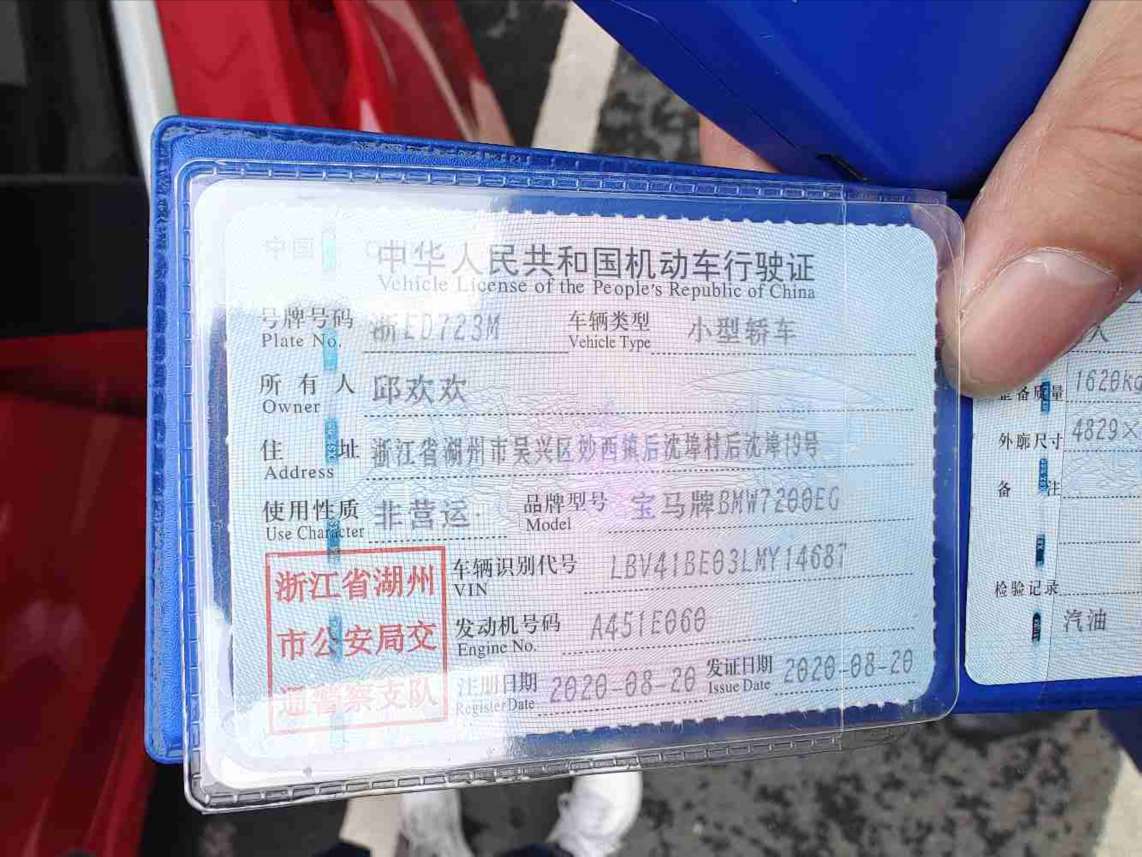 中国
中华人民共和国机动车行驶证
Vehicle License of the People's Republic of China
号牌号码 浙ED723M 车辆类型 小型轿车
Plate No. Vehicle Type
所有人 邱欢欢
Owner
住址 浙江省湖州市吴兴区妙西镇后沈埠村后沈埠19号
Address
使用性质 非营运 品牌型号 宝马牌BMW7200EG
Use Character Model
浙江省湖州
市公安局交
通警察支队
车辆识别代号 LBV41BE03LMY14687
VIN
发动机号码 A451E060
Engine No.
注册日期 2020-08-20 发证日期 2020-08-20
Register Date Issue Date
人
整备质量 1620KG
外廓尺寸 4829×
备注
检验记录
汽油